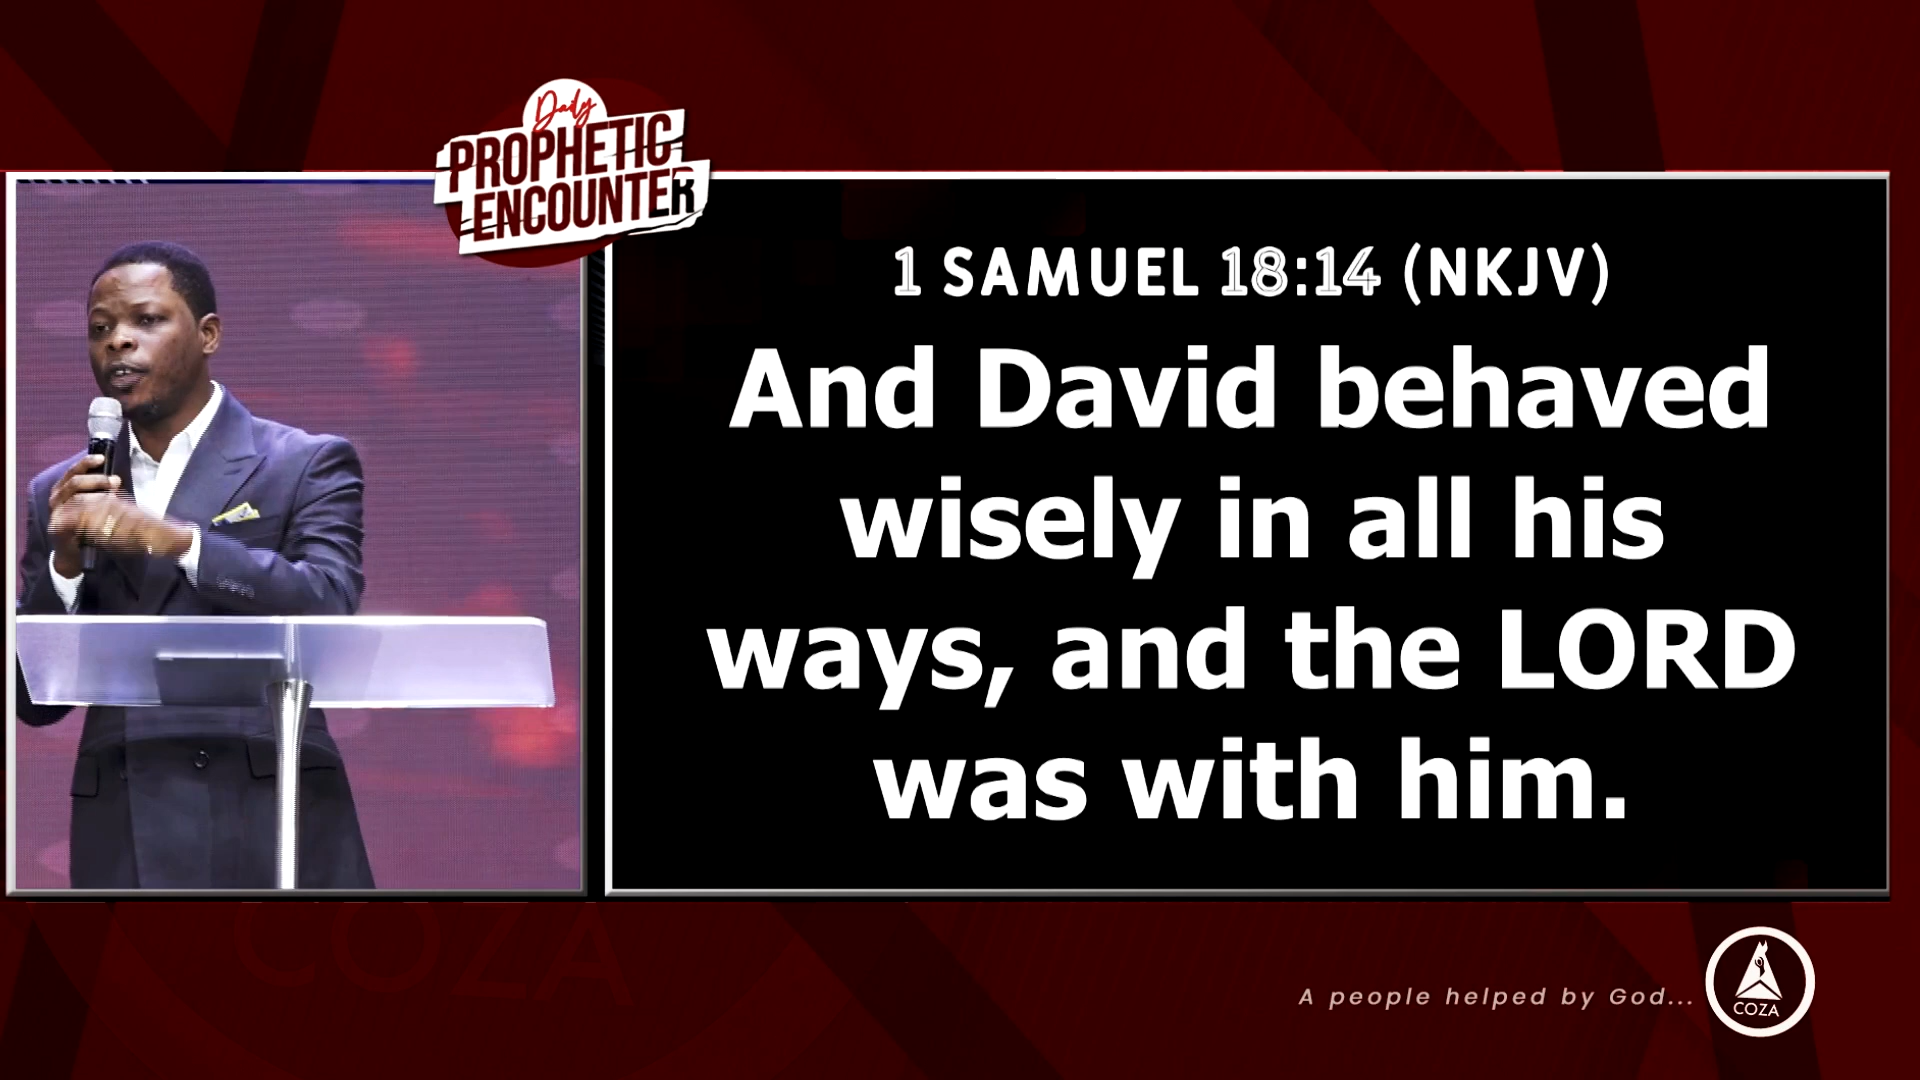 Daily
PROPHETIC
ENCOUNTER
1 SAMUEL 18:14 (NKJV)
And David behaved
wisely in all his
ways, and the LORD
was with him.
COZA
A people helped by God...
COZA